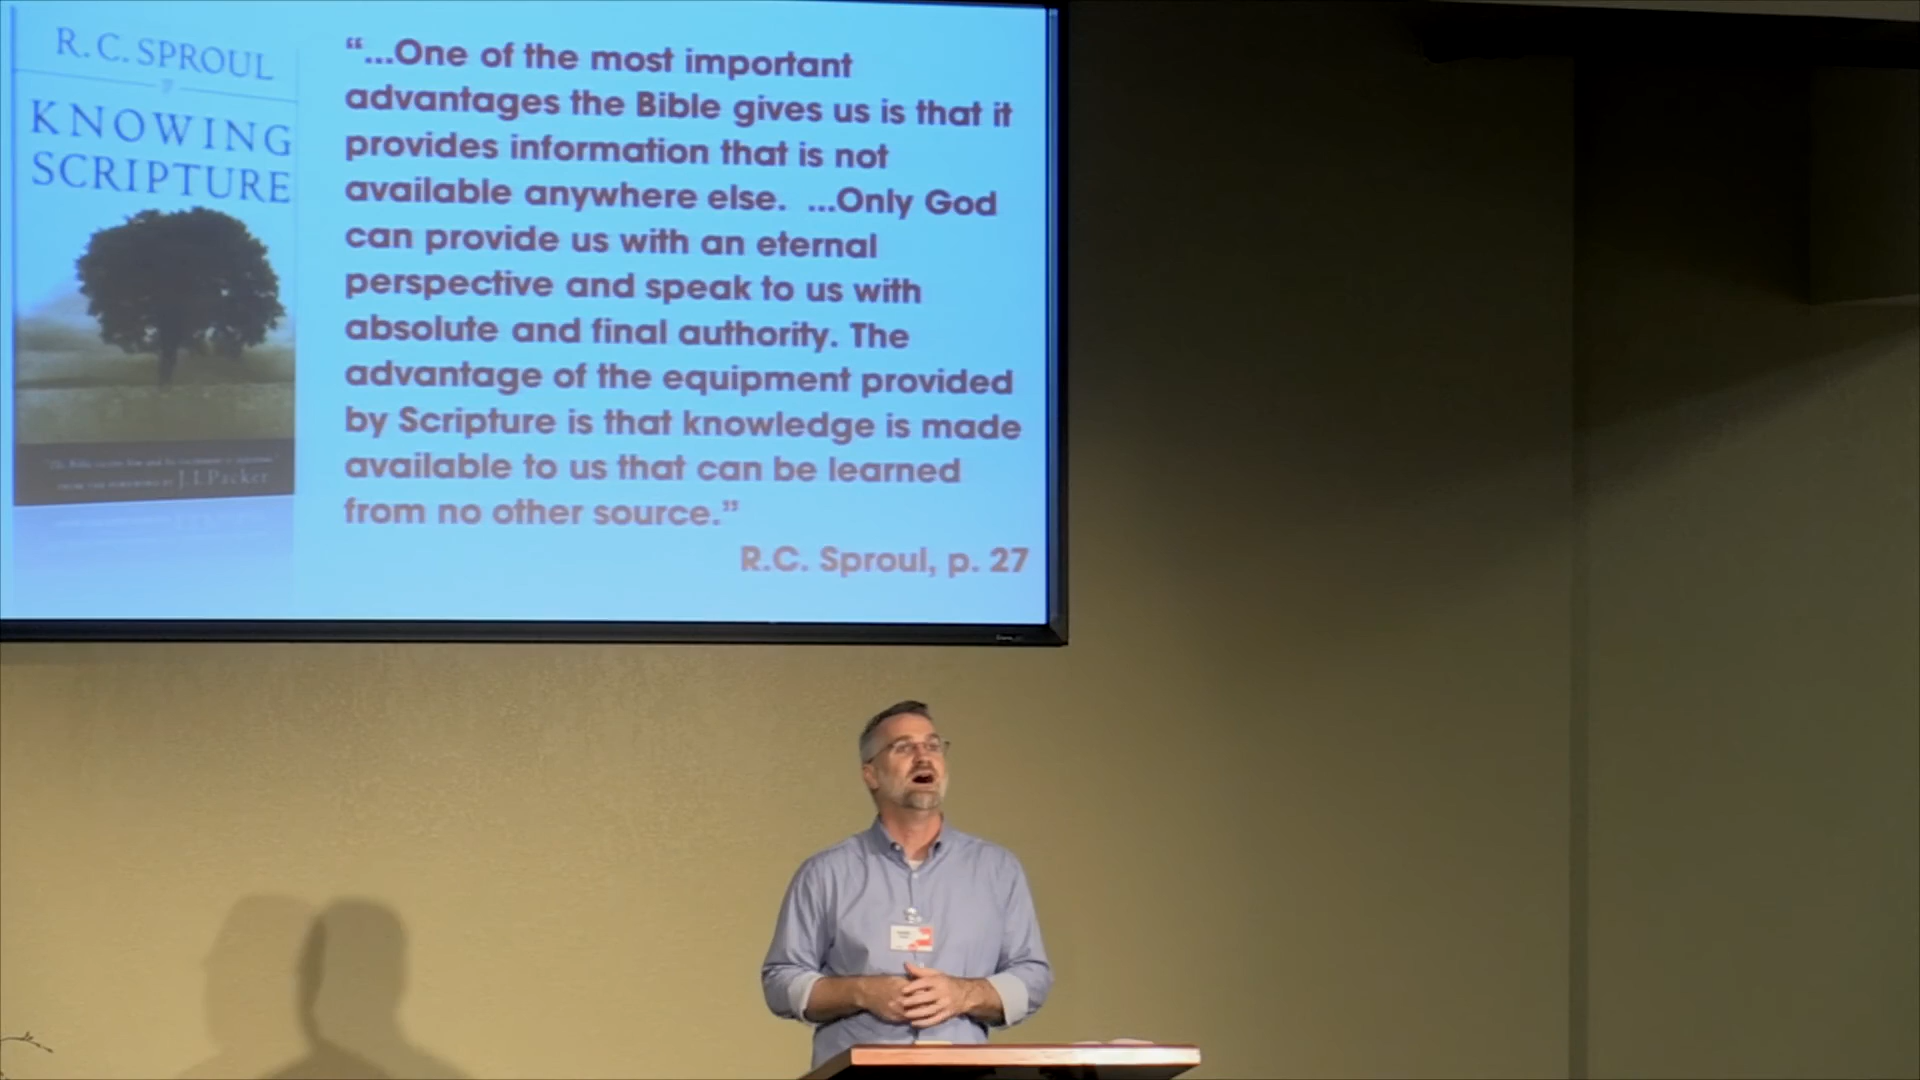 R.C. SPROUL
KNOWING
SCRIPTURE
J.I. Packer
“...One of the most important
advantages the Bible gives us is that it
provides information that is not
available anywhere else. ...Only God
can provide us with an eternal
perspective and speak to us with
absolute and final authority. The
advantage of the equipment provided
by Scripture is that knowledge is made
available to us that can be learned
from no other source.”
R.C. Sproul, p. 27